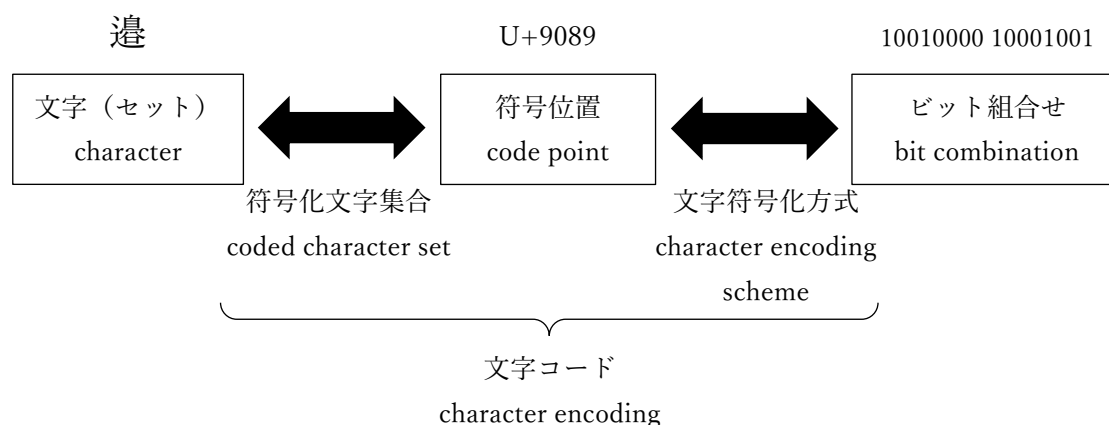 邉
U+9089
10010000 10001001
文字（セット）
character
符号位置
code point
ビット組合せ
bit combination
符号化文字集合
coded character set
文字符号化方式
character encoding
scheme
文字コード
character encoding